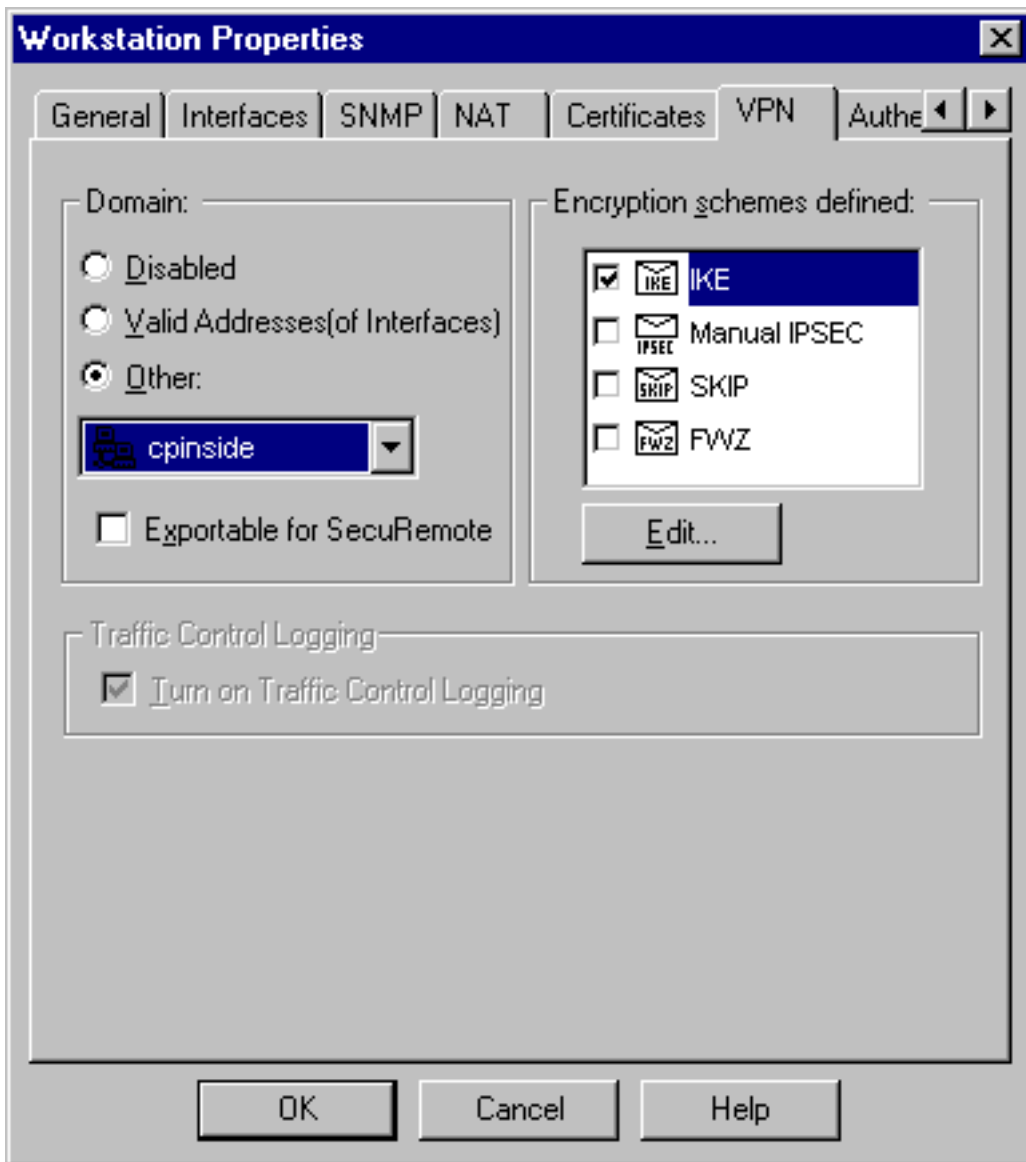 Workstation Properties
General Interfaces SNMP NAT Certificates VPN Authe
Domain:
Disabled
Valid Addresses(of Interfaces)
Other:
cpinside
Exportable for SecuRemote
Encryption schemes defined:
IKE IKE
IPSEC Manual IPSEC
SKIP SKIP
FWZ FWZ
Edit...
Traffic Control Logging
Turn on Traffic Control Logging
OK Cancel Help